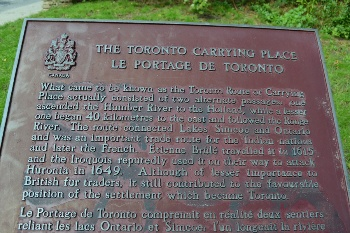 CANADA
THE TORONTO CARRYING PLACE
LE PORTAGE DE TORONTO
What came to be known as the Toronto Route or Carrying
Place actually consisted of two alternate passages, one
ascended the Humber River to the Holland, while a lesser
one began 40 kilometres to the east and followed the Rouge
River. The route connected Lakes Simcoe and Ontario
and was an important trade route for the Indian nations
and later the French. Etienne Brulé travelled it in 1615
and the Iroquois reputedly used it on their way to attack
Huronia in 1649. Although of lesser importance to
British fur traders, it still contributed to the favourable
position of the settlement which became Toronto.
Le Portage de Toronto comprenait en réalité deux sentiers
reliant les lacs Ontario et Simcoe. L'un longeait la rivière